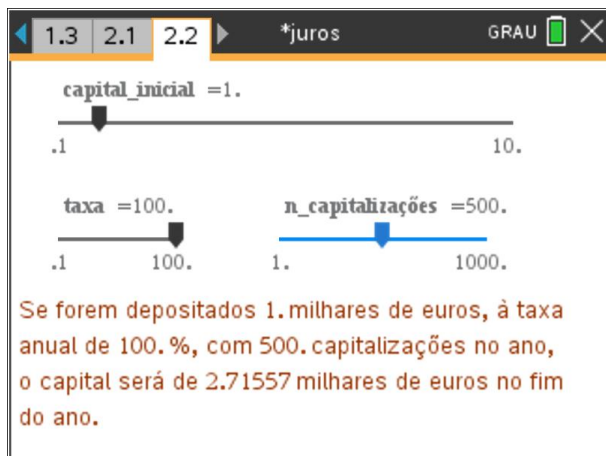 1.3 2.1 2.2 *juros GRAU
capital_inicial =1.
.1 10.
taxa =100. n_capitalizações =500.
.1 100. 1. 1000.
Se forem depositados 1. milhares de euros, à taxa
anual de 100. %, com 500. capitalizações no ano,
o capital será de 2.71557 milhares de euros no fim
do ano.